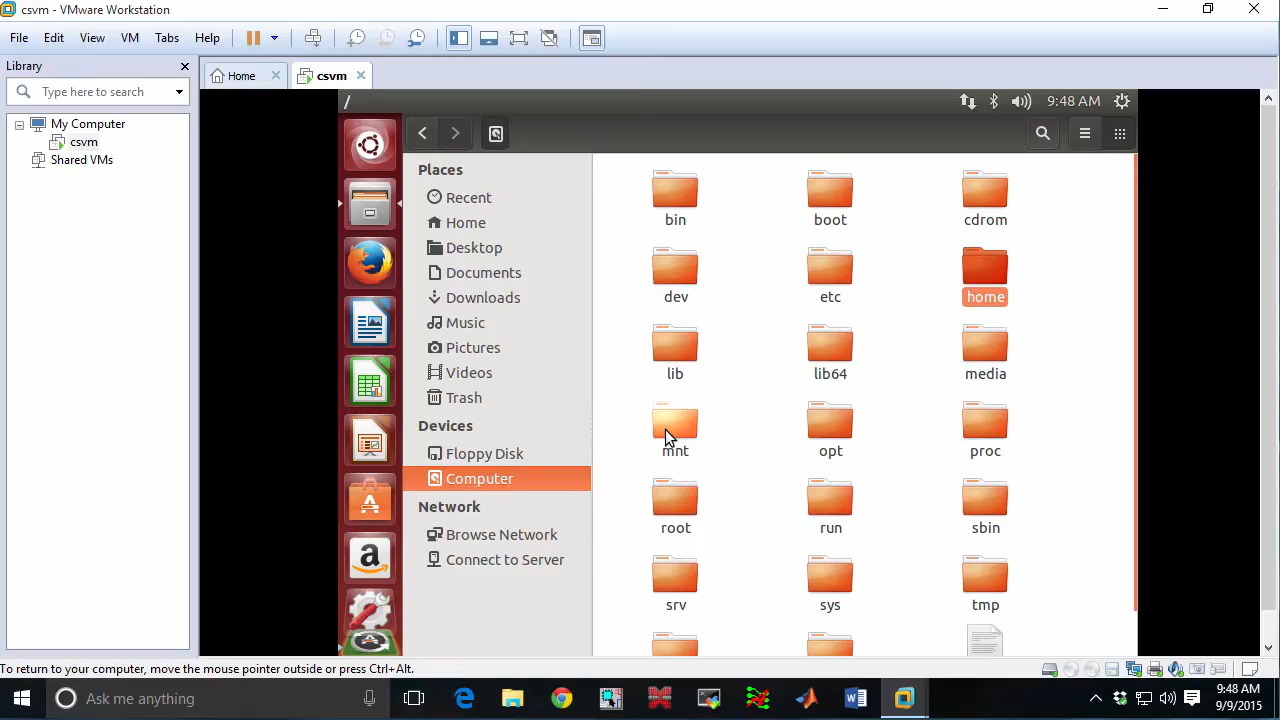 csvm - VMware Workstation
File Edit View VM Tabs Help
Library
Type here to search
My Computer
csvm
Shared VMs
Home
csvm
/
9:48 AM
Places
Recent
Home
Desktop
Documents
Downloads
Music
Pictures
Videos
Trash
Devices
Floppy Disk
Computer
Network
Browse Network
Connect to Server
bin boot cdrom
dev etc home
lib lib64 media
mnt opt proc
root run sbin
srv sys tmp
To return to your computer, move the mouse pointer outside or press Ctrl+Alt.
Ask me anything
9:48 AM
9/9/2015